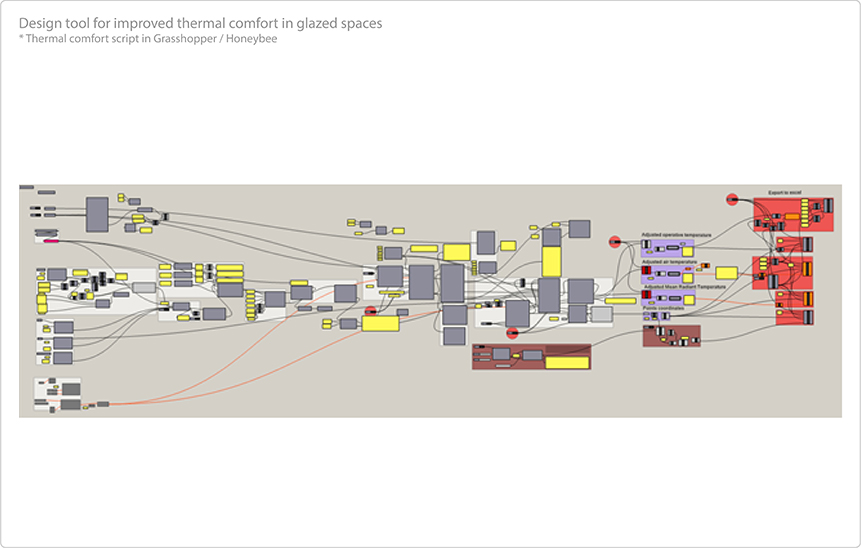 Design tool for improved thermal comfort in glazed spaces
* Thermal comfort script in Grasshopper / Honeybee
Export to excel
Adjusted operative temperature
Adjusted air temperature
Adjusted Mean Radiant Temperature
Points coordinates